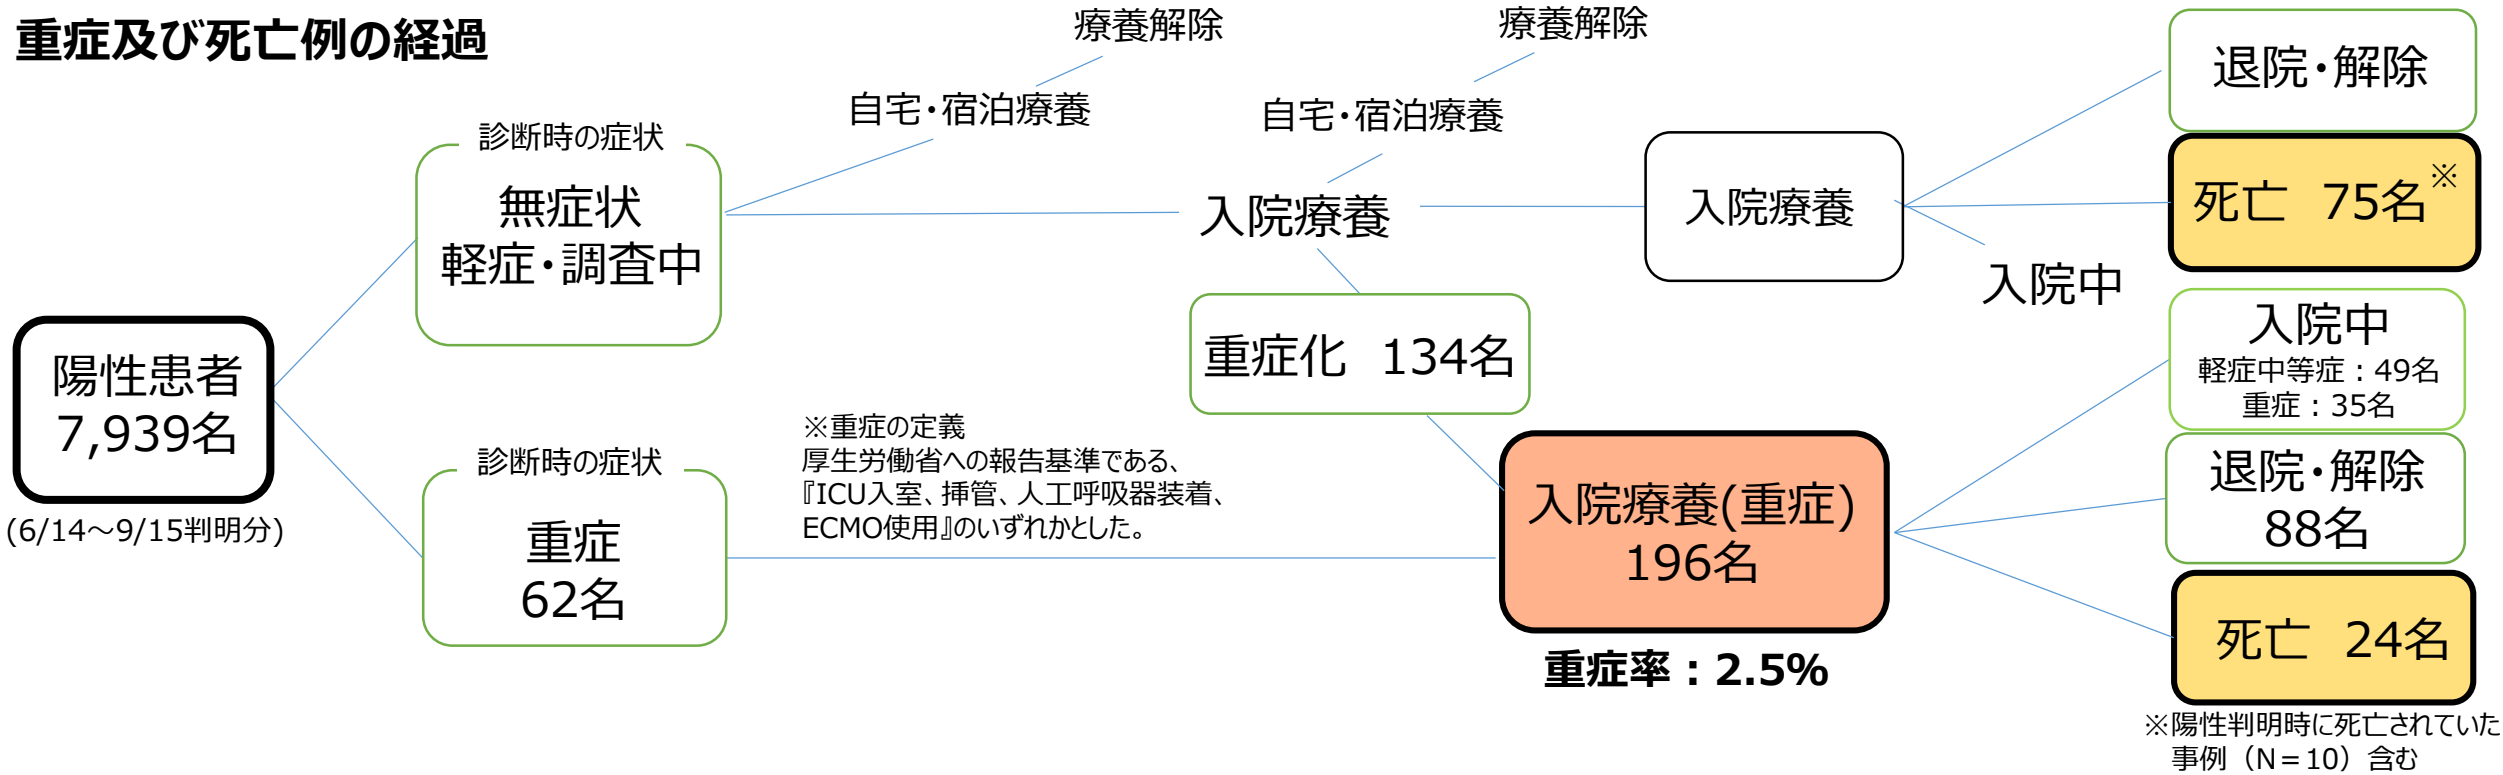 重症及び死亡例の経過
療養解除
療養解除
自宅・宿泊療養
自宅・宿泊療養
診断時の症状
無症状
軽症・調査中
入院療養
入院療養
退院・解除
死亡 75名※
入院中
陽性患者
7,939名
(6/14～9/15判明分)
重症化 134名
入院中
軽症中等症：49名
重症：35名
※重症の定義
厚生労働省への報告基準である、
『ICU入室、挿管、人工呼吸器装着、
ECMO使用』のいずれかとした。
診断時の症状
重症
62名
入院療養(重症)
196名
重症率：2.5%
退院・解除
88名
死亡 24名
※陽性判明時に死亡されていた
事例（N＝10）含む